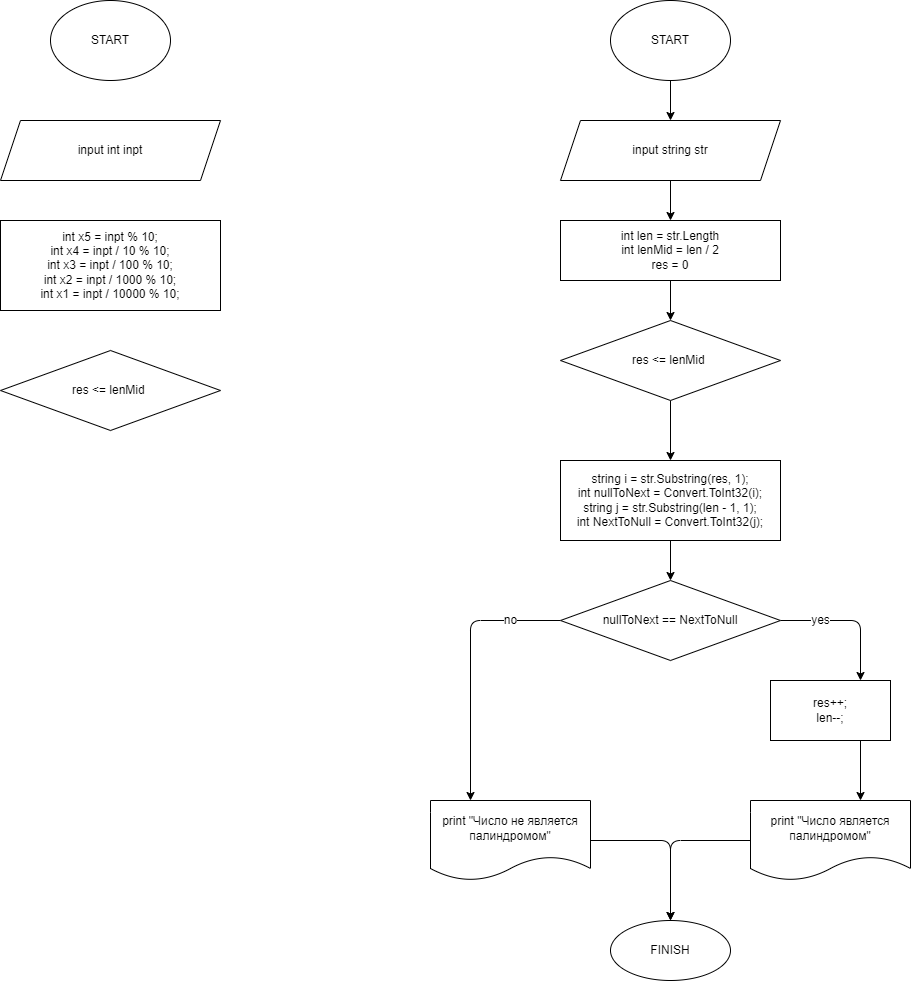 START
input int inpt
int x5 = inpt % 10;
int x4 = inpt / 10 % 10;
int x3 = inpt / 100 % 10;
int x2 = inpt / 1000 % 10;
int x1 = inpt / 10000 % 10;
res <= lenMid
START
input string str
int len = str.Length
int lenMid = len / 2
res = 0
res <= lenMid
string i = str.Substring(res, 1);
int nullToNext = Convert.ToInt32(i);
string j = str.Substring(len - 1, 1);
int NextToNull = Convert.ToInt32(j);
no
nullToNext == NextToNull
yes
res++;
len--;
print "Число не является
палиндромом"
print "Число является
палиндромом"
FINISH